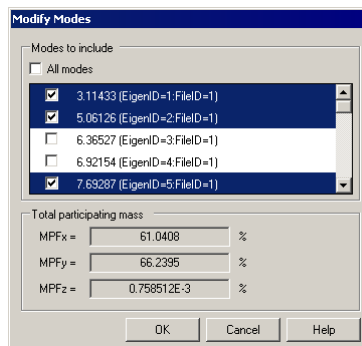 Modify Modes
Modes to include
All modes
3.11433 (EigenID=1:FileID=1)
5.06126 (EigenID=2:FileID=1)
6.36527 (EigenID=3:FileID=1)
6.92154 (EigenID=4:FileID=1)
7.69287 (EigenID=5:FileID=1)
Total participating mass
MPFx = 61.0408 %
MPFy = 66.2395 %
MPFz = 0.758512E-3 %
OK Cancel Help